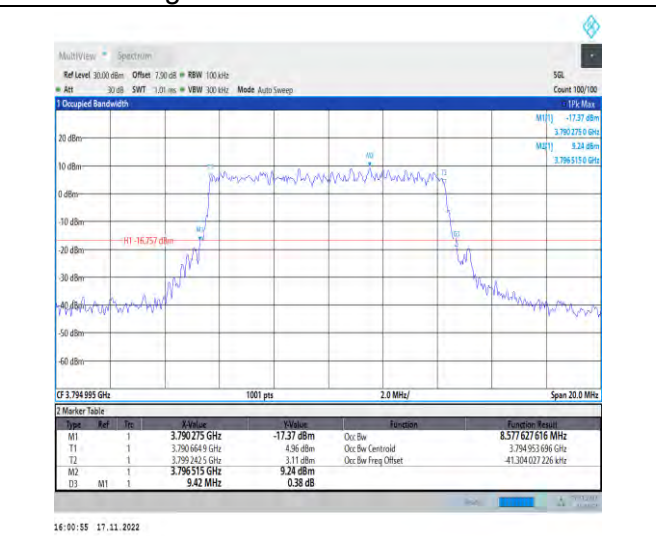 MultiView Spectrum
Ref Level 30.00 dBm Offset 7.00 dB RBW 100 kHz SGL
Att 30 dB SWT 1.01 ms VBW 300 kHz Mode Auto Sweep Count 100/100
1 Occupied Bandwidth 1Pk Max
M1[1] -17.37 dBm
3.790 275 0 GHz
M2[1] 9.24 dBm
3.796 515 0 GHz
20 dBm
M2
10 dBm
0 dBm
-10 dBm
M1
D3
H1 -16.757 dBm
-20 dBm
-30 dBm
-40 dBm
-50 dBm
-60 dBm
CF 3.794 995 GHz 1001 pts 2.0 MHz/ Span 20.0 MHz
2 Marker Table
Type Ref Trc X-Value Y-Value Function Function Result
M1 1 3.790 275 GHz -17.37 dBm Occ Bw 8.577 627 616 MHz
T1 1 3.790 664 9 GHz 4.96 dBm Occ Bw Centroid 3.794 953 696 GHz
T2 1 3.799 242 5 GHz 3.11 dBm Occ Bw Freq Offset -41.304 027 226 kHz
M2 1 3.796 515 GHz 9.24 dBm
D3 M1 1 9.42 MHz 0.38 dB
16:00:55 17.11.2022